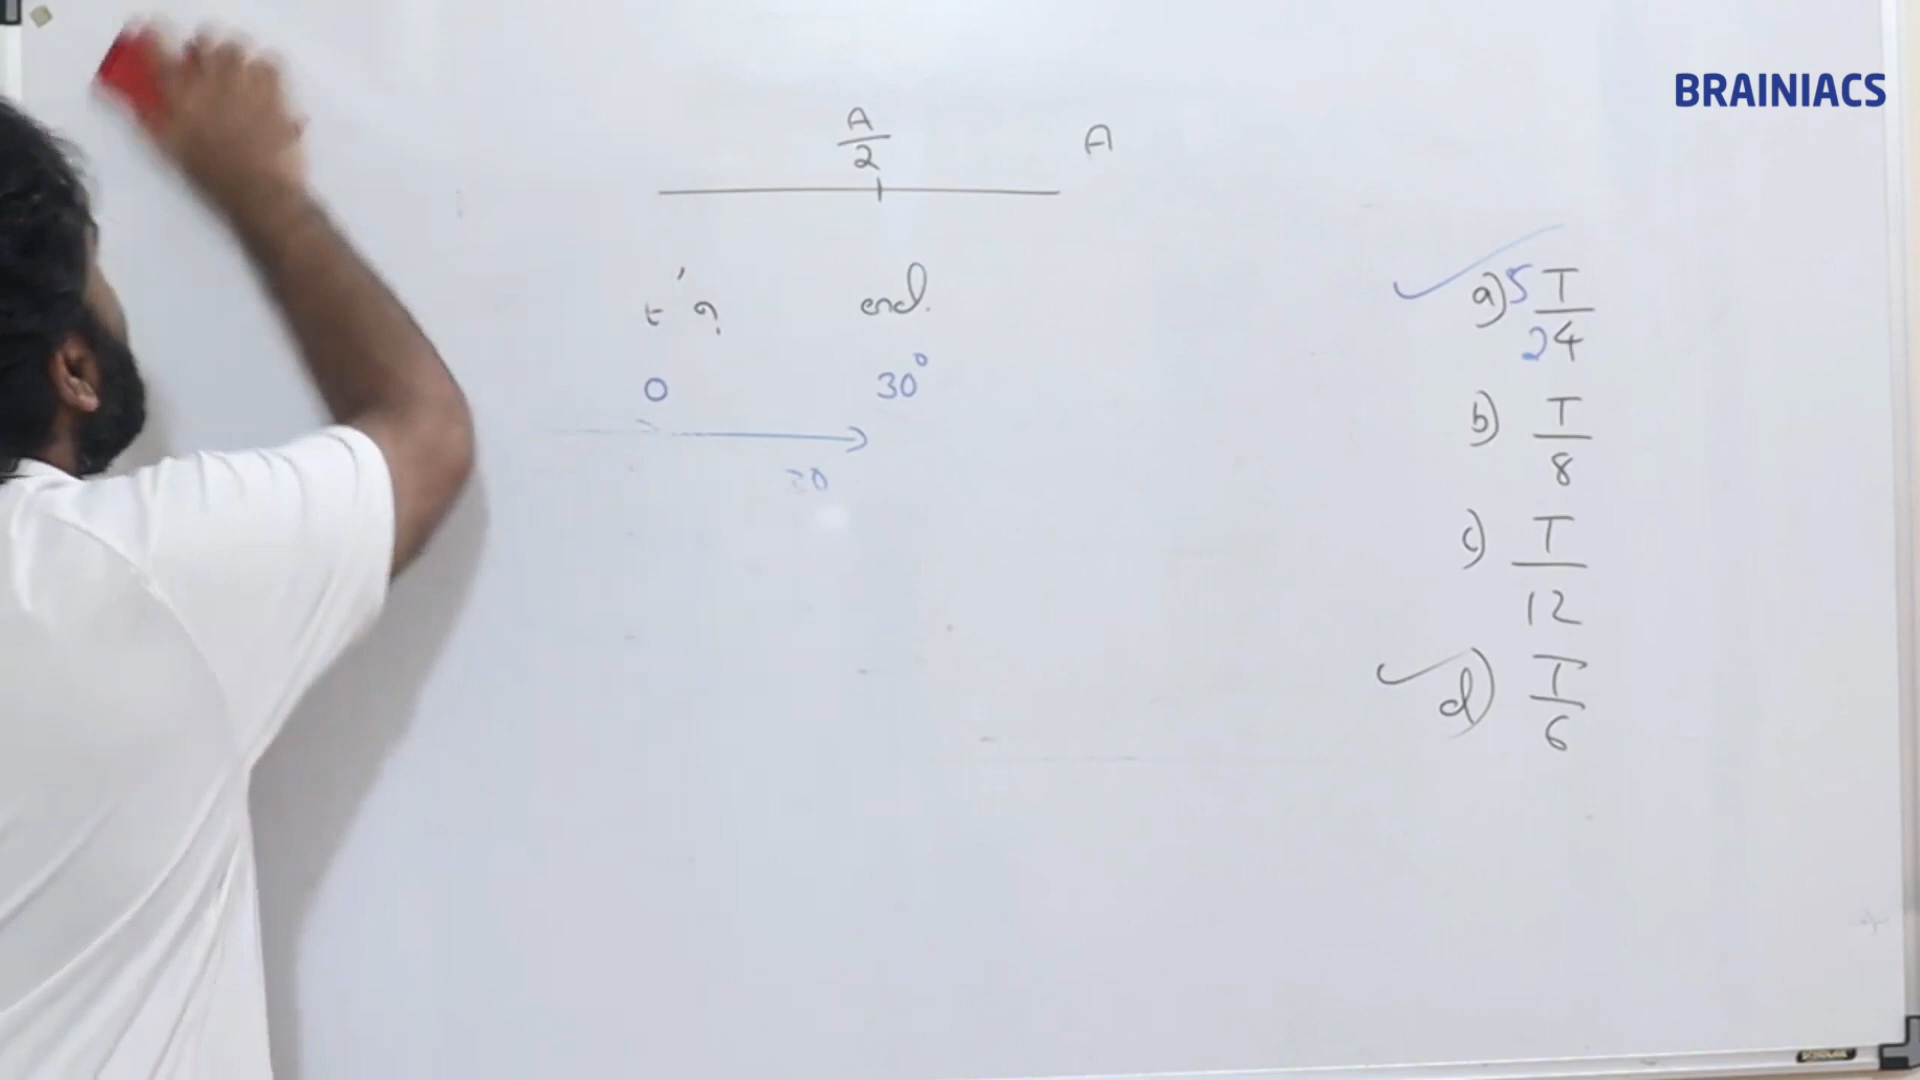 BRAINIACS
A/2 A
t' ? end.
0 30°
30
a) 5T/24
b) T/8
c) T/12
d) T/6